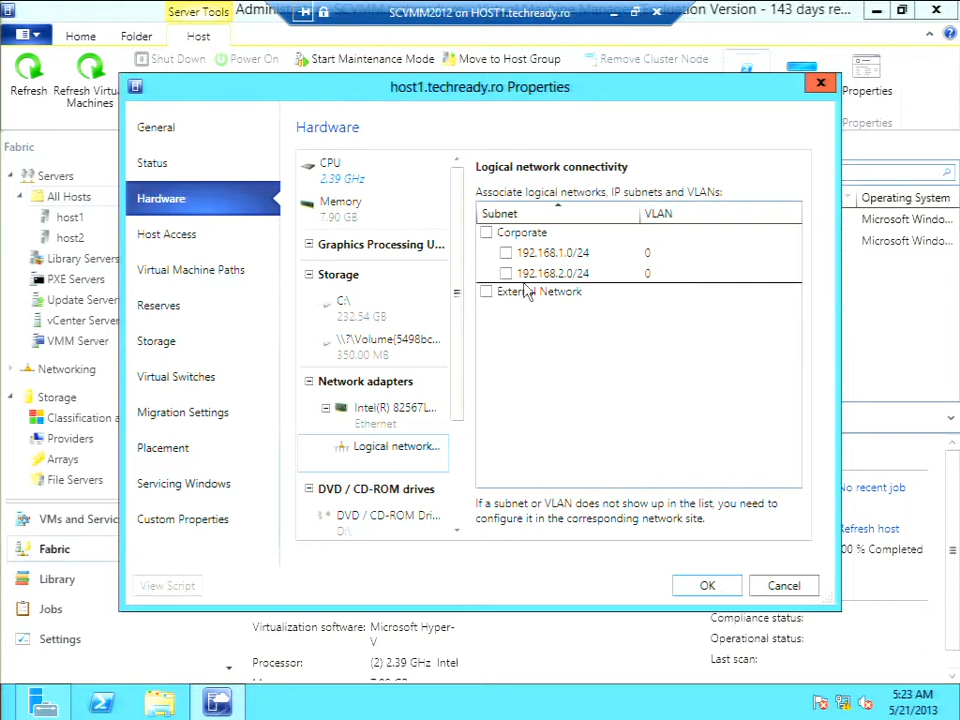 Server Tools
SCVMM2012 on HOST1.techready.ro
Version - 143 days re...
Home
Folder
Host
Shut Down
Power On
Start Maintenance Mode
Move to Host Group
Remove Cluster Node
Refresh
Refresh Virtu
Machines
Properties
Properties
host1.techready.ro Properties
Fabric
Servers
All Hosts
host1
host2
Library Servers
PXE Servers
Update Server
vCenter Server
VMM Server
Networking
Storage
Classification a
Providers
Arrays
File Servers
VMs and Servic
Fabric
Library
Jobs
Settings
General
Status
Hardware
Host Access
Virtual Machine Paths
Reserves
Storage
Virtual Switches
Migration Settings
Placement
Servicing Windows
Custom Properties
Hardware
CPU
2.39 GHz
Memory
7.90 GB
Graphics Processing U...
Storage
C:\
232.54 GB
\\?\Volume{5498bc...
350.00 MB
Network adapters
Intel(R) 82567L...
Ethernet
Logical network...
DVD / CD-ROM drives
DVD / CD-ROM Dri...
D:\
Logical network connectivity
Associate logical networks, IP subnets and VLANs:
Subnet VLAN
Corporate
192.168.1.0/24 0
192.168.2.0/24 0
External Network
If a subnet or VLAN does not show up in the list, you need to
configure it in the corresponding network site.
View Script
OK
Cancel
Operating System
Microsoft Windo...
Microsoft Windo...
No recent job
Refresh host
00 % Completed
Virtualization software: Microsoft Hyper-
V
Processor: (2) 2.39 GHz Intel
Compliance status:
Operational status:
Last scan:
5:23 AM
5/21/2013